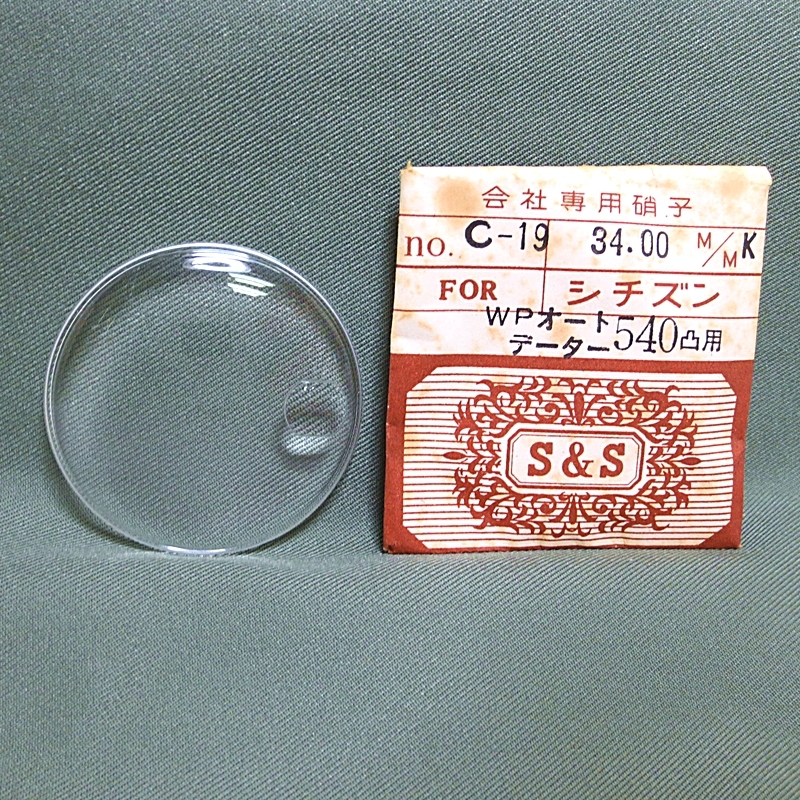 会社専用硝子
no. C-19 34.00 M/M K
FOR シチズン
WPオート
データー 540凸用
S&S